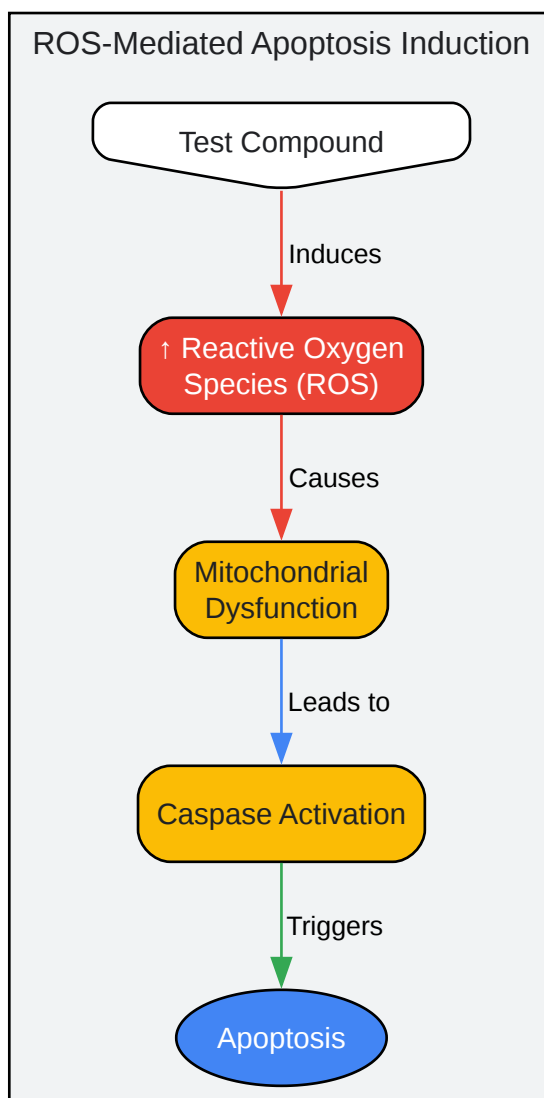 ROS-Mediated Apoptosis Induction
Test Compound
Induces
↑ Reactive Oxygen
Species (ROS)
Causes
Mitochondrial
Dysfunction
Leads to
Caspase Activation
Triggers
Apoptosis